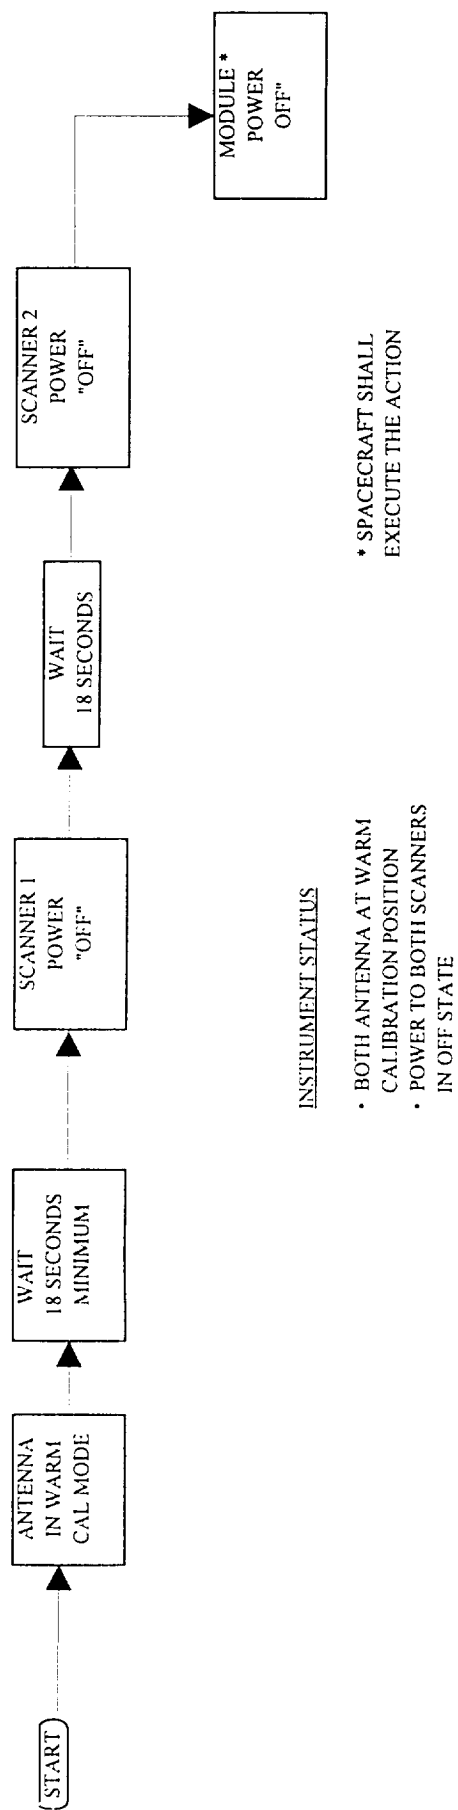 START
ANTENNA
IN WARM
CAL MODE
WAIT
18 SECONDS
MINIMUM
SCANNER 1
POWER
"OFF"
WAIT
18 SECONDS
SCANNER 2
POWER
"OFF"
MODULE *
POWER
OFF"
INSTRUMENT STATUS
• BOTH ANTENNA AT WARM
CALIBRATION POSITION
• POWER TO BOTH SCANNERS
IN OFF STATE
* SPACECRAFT SHALL
EXECUTE THE ACTION